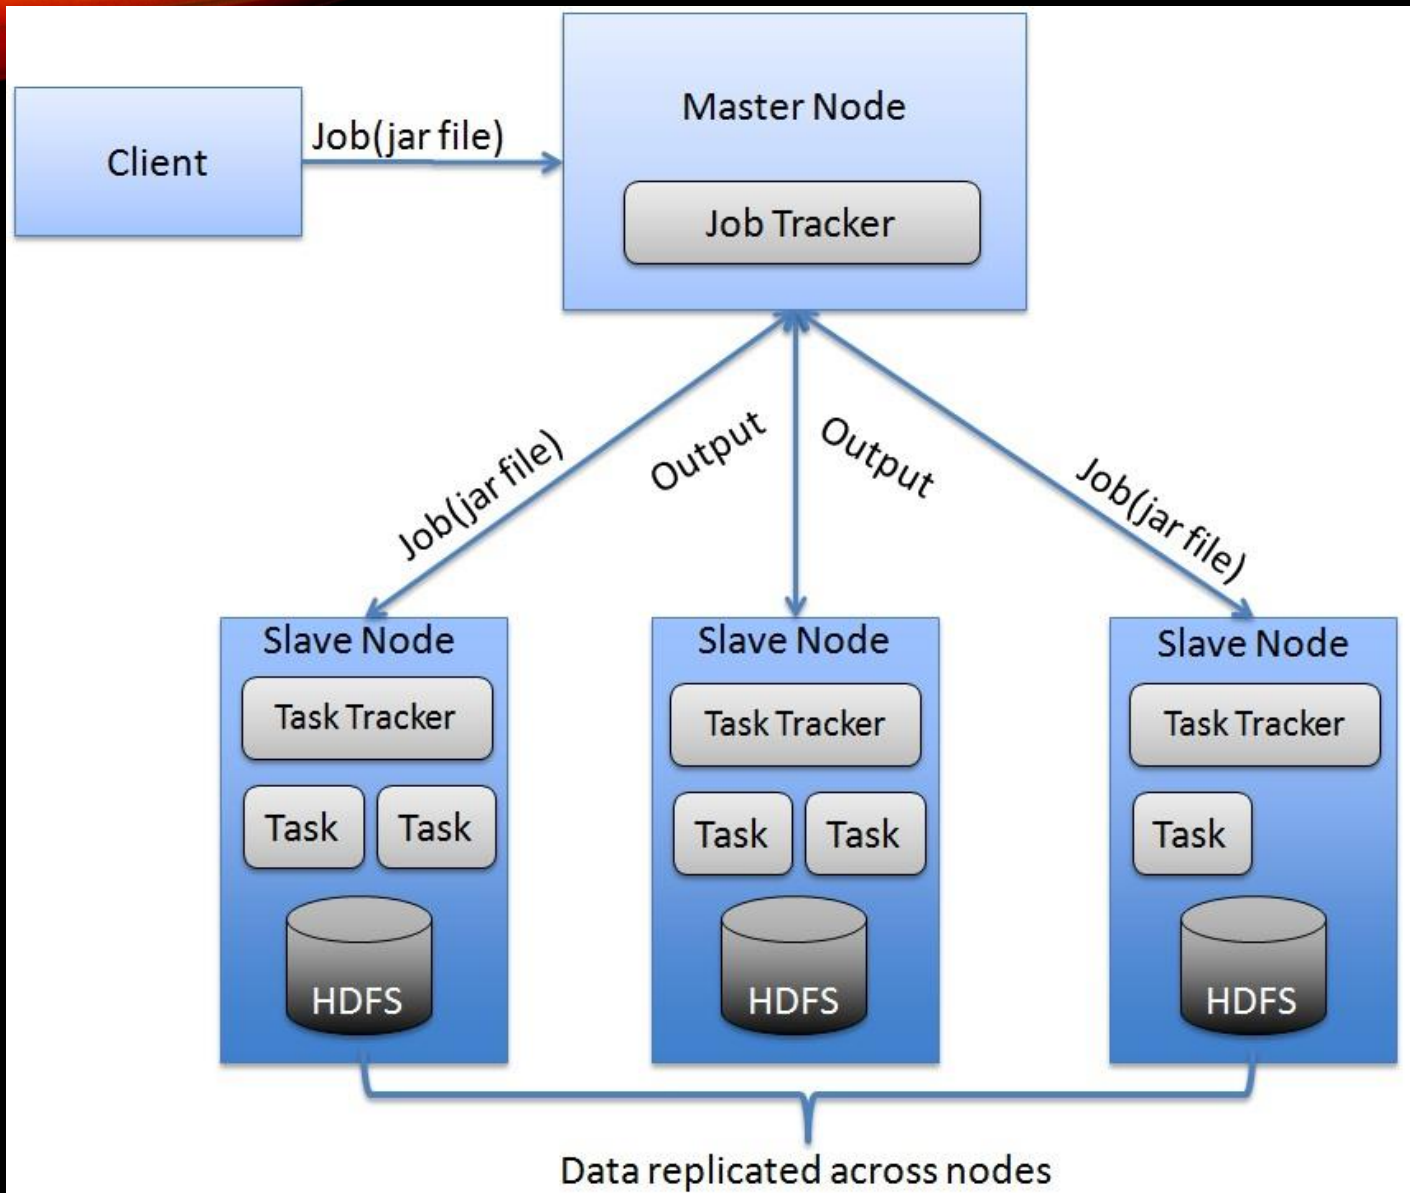 Client
Job(jar file)
Master Node
Job Tracker
Job(jar file)
Output
Output
Job(jar file)
Slave Node
Task Tracker
Task
Task
HDFS
Slave Node
Task Tracker
Task
Task
HDFS
Slave Node
Task Tracker
Task
HDFS
Data replicated across nodes